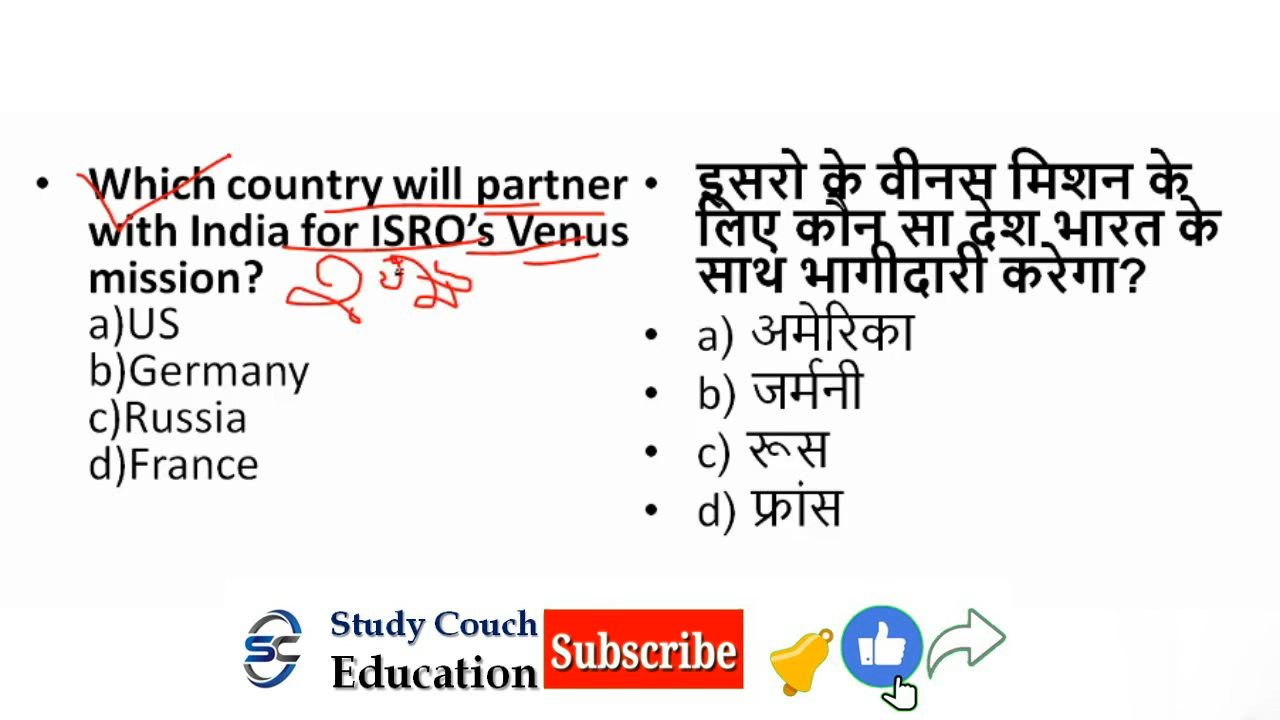 Which country will partner
with India for ISRO's Venus
mission?
a)US
b)Germany
c)Russia
d)France
इसरो के वीनस मिशन के
लिए कौन सा देश भारत के
साथ भागीदारी करेगा?
a) अमेरिका
b) जर्मनी
c) रूस
d) फ्रांस
SC
Study Couch
Education
Subscribe